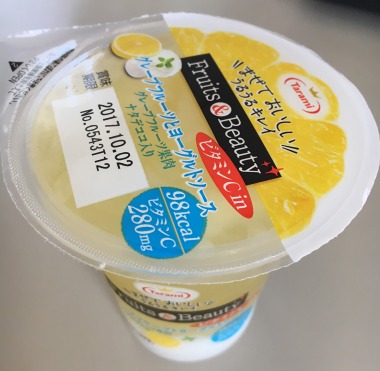 Tarami
まぜておいしい!!
うるうるキレイ
Fruits & Beauty
ビタミンC in
グレープフルーツ&ヨーグルトソース
グレープフルーツ果肉
ナタデココ入り
98kcal
ビタミンC
280mg
賞味
期限
2017.10.02
No.0543T12
Tarami
Fruits & Beauty